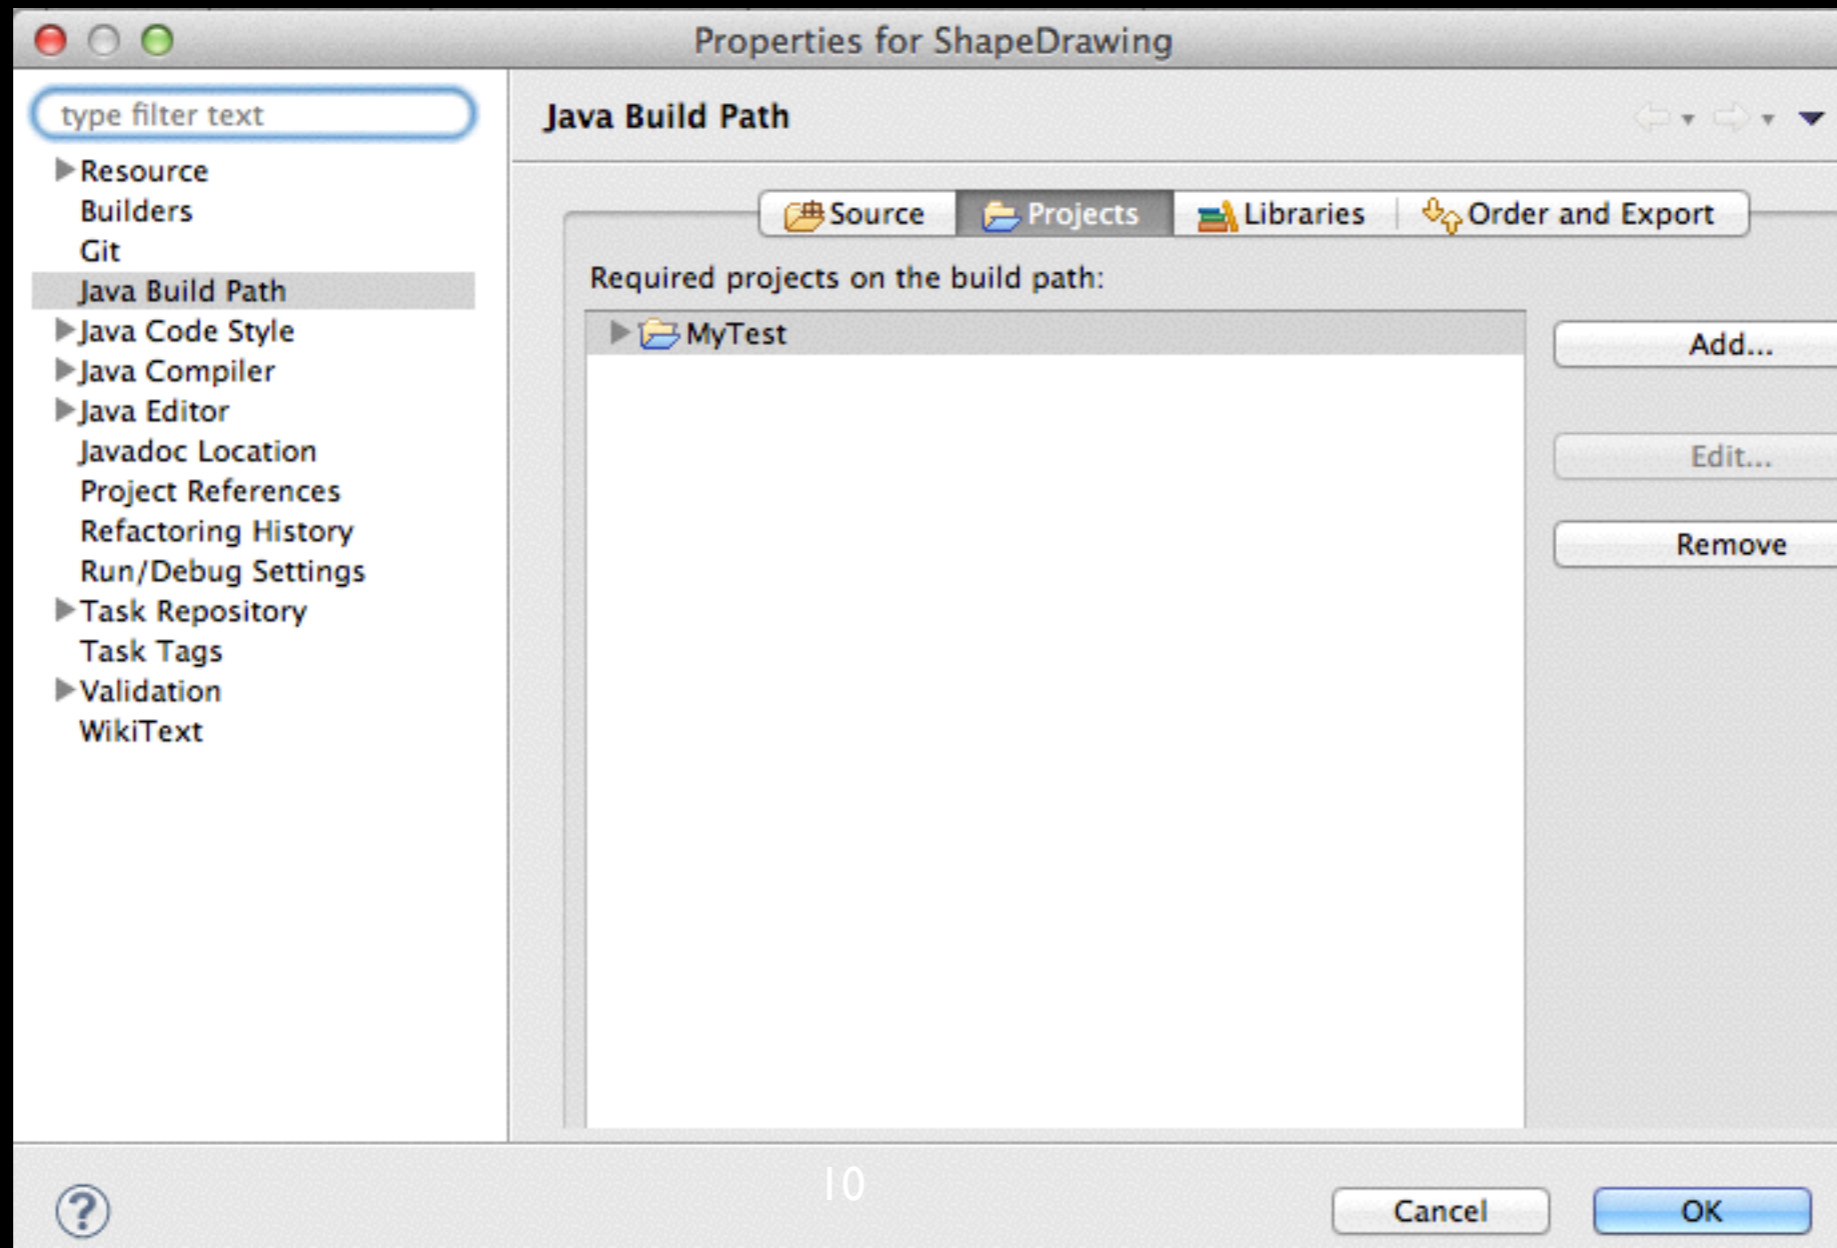 Properties for ShapeDrawing
type filter text
Resource
Builders
Git
Java Build Path
Java Code Style
Java Compiler
Java Editor
Javadoc Location
Project References
Refactoring History
Run/Debug Settings
Task Repository
Task Tags
Validation
WikiText
Java Build Path
Source Projects Libraries Order and Export
Required projects on the build path:
MyTest
Add...
Edit...
Remove
10
?
Cancel OK